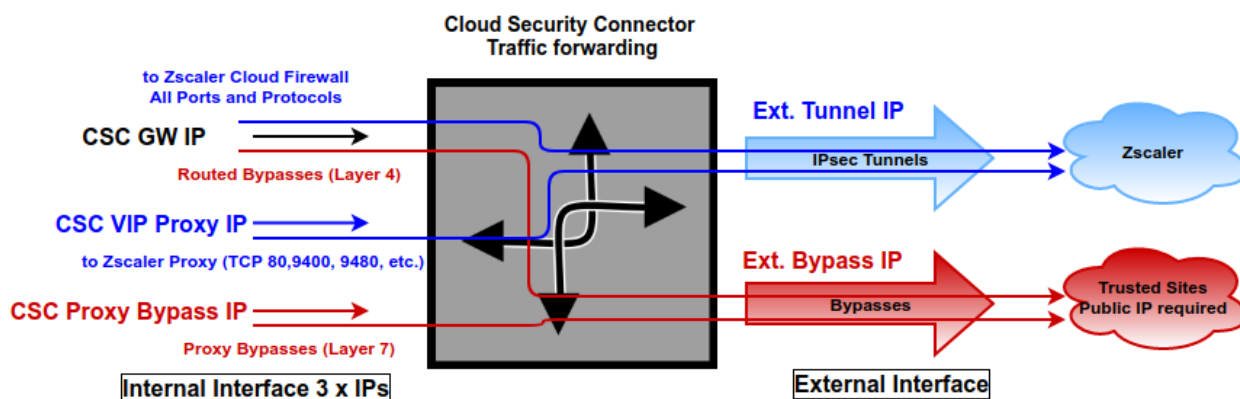 Cloud Security Connector
Traffic forwarding
to Zscaler Cloud Firewall
All Ports and Protocols
CSC GW IP
Routed Bypasses (Layer 4)
CSC VIP Proxy IP
to Zscaler Proxy (TCP 80,9400, 9480, etc.)
CSC Proxy Bypass IP
Proxy Bypasses (Layer 7)
Internal Interface 3 x IPs
Ext. Tunnel IP
IPsec Tunnels
Zscaler
Ext. Bypass IP
Bypasses
Trusted Sites
Public IP required
External Interface